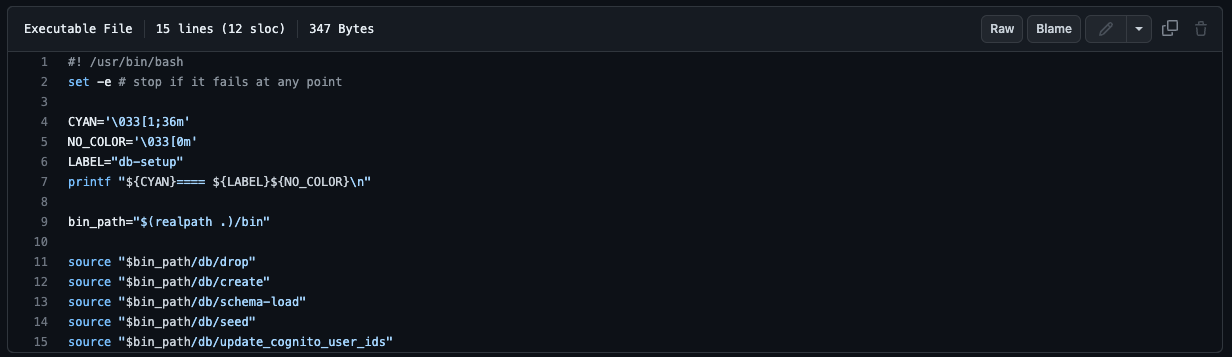 Executable File 15 lines (12 sloc) 347 Bytes Raw Blame
1 #! /usr/bin/bash
2 set -e # stop if it fails at any point
3
4 CYAN='\033[1;36m'
5 NO_COLOR='\033[0m'
6 LABEL="db-setup"
7 printf "${CYAN}==== ${LABEL}${NO_COLOR}\n"
8
9 bin_path="$(realpath .)/bin"
10
11 source "$bin_path/db/drop"
12 source "$bin_path/db/create"
13 source "$bin_path/db/schema-load"
14 source "$bin_path/db/seed"
15 source "$bin_path/db/update_cognito_user_ids"